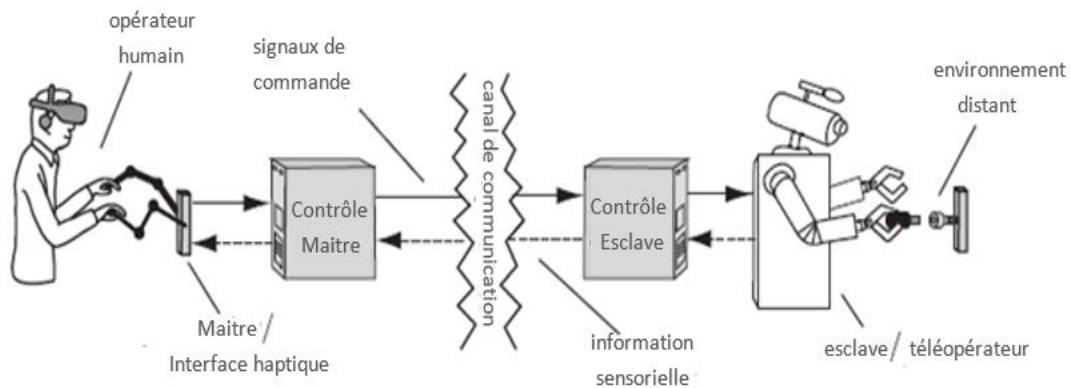 opérateur
humain
signaux de
commande
canal de communication
environnement
distant
Contrôle
Maitre
Contrôle
Esclave
Maitre /
Interface haptique
information
sensorielle
esclave/ téléopérateur